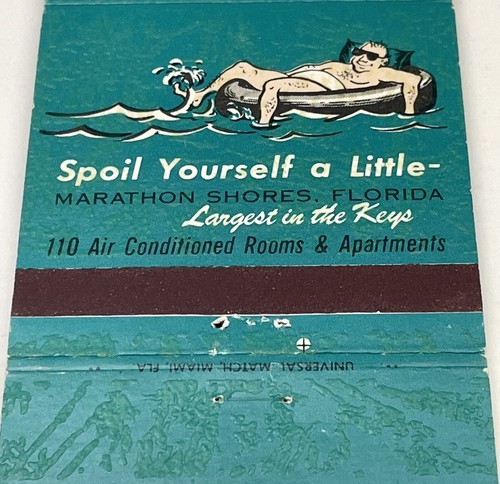 Spoil Yourself a Little-
MARATHON SHORES, FLORIDA
Largest in the Keys
110 Air Conditioned Rooms & Apartments
UNIVERSAL MATCH, MIAMI, FLA